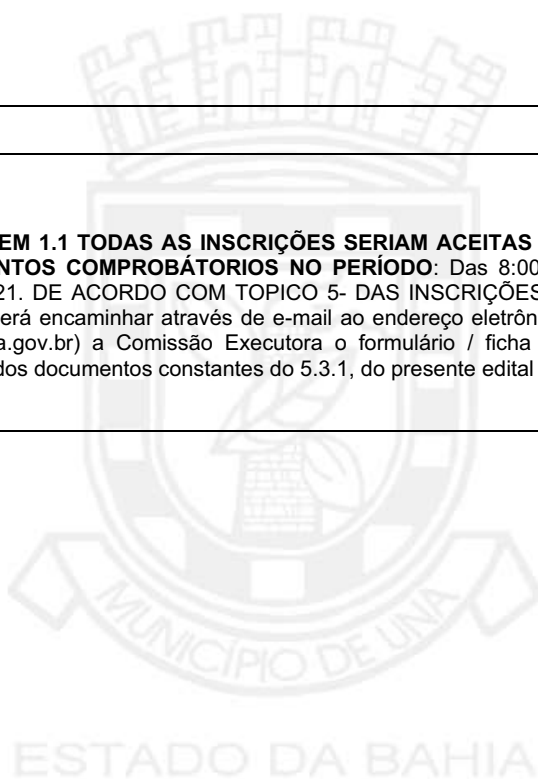 EM 1.1 TODAS AS INSCRIÇÕES SERIAM ACEITAS
NTOS COMPROBÁTORIOS NO PERÍODO: Das 8:00
21. DE ACORDO COM TOPICO 5- DAS INSCRIÇÕES
erá encaminhar através de e-mail ao endereço eletrôn
a.gov.br) a Comissão Executora o formulário / ficha
dos documentos constantes do 5.3.1, do presente edital
MUNICÍPIO DE UNA
ESTADO DA BAHIA